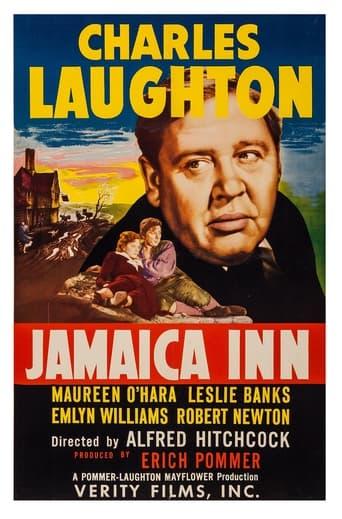 CHARLES
LAUGHTON
JAMAICA INN
MAUREEN O'HARA LESLIE BANKS
EMLYN WILLIAMS ROBERT NEWTON
Directed by ALFRED HITCHCOCK
PRODUCED BY ERICH POMMER
A POMMER-LAUGHTON MAYFLOWER Production
VERITY FILMS, INC.